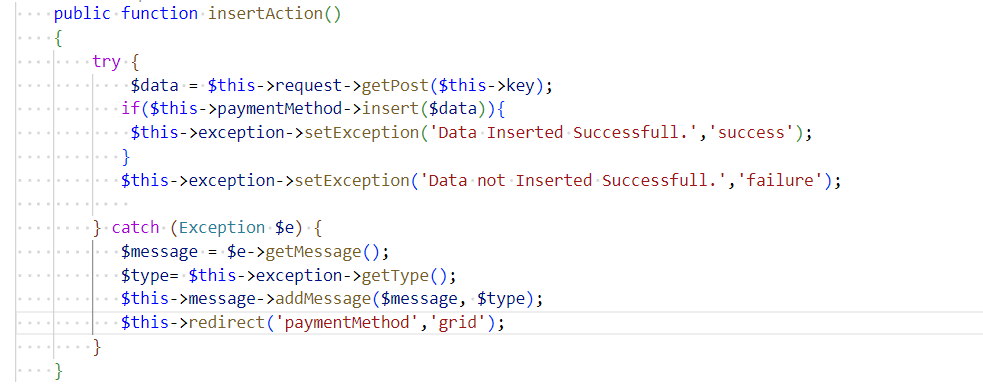 public function insertAction()
{
try {
$data = $this->request->getPost($this->key);
if($this->paymentMethod->insert($data)){
$this->exception->setException('Data Inserted Successfull.','success');
}
$this->exception->setException('Data not Inserted Successfull.','failure');
} catch (Exception $e) {
$message = $e->getMessage();
$type= $this->exception->getType();
$this->message->addMessage($message, $type);
$this->redirect('paymentMethod','grid');
}
}